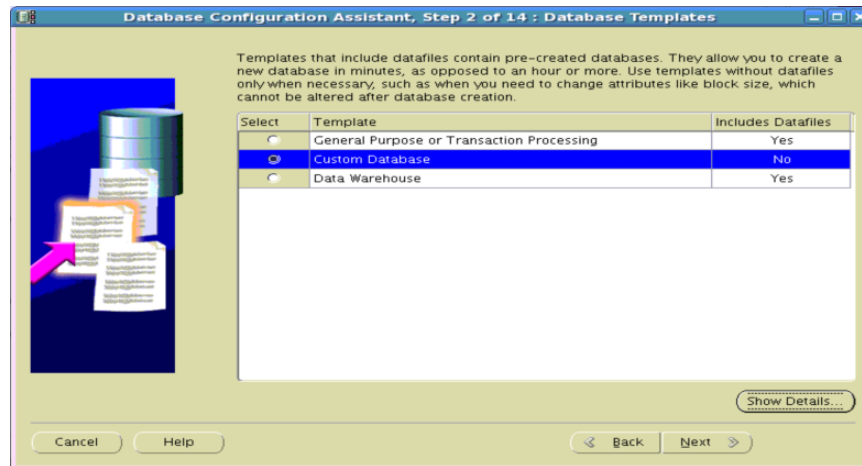 Database Configuration Assistant, Step 2 of 14 : Database Templates
Templates that include datafiles contain pre-created databases. They allow you to create a
new database in minutes, as opposed to an hour or more. Use templates without datafiles
only when necessary, such as when you need to change attributes like block size, which
cannot be altered after database creation.
Select Template Includes Datafiles
General Purpose or Transaction Processing Yes
Custom Database No
Data Warehouse Yes
Show Details...
Cancel Help Back Next